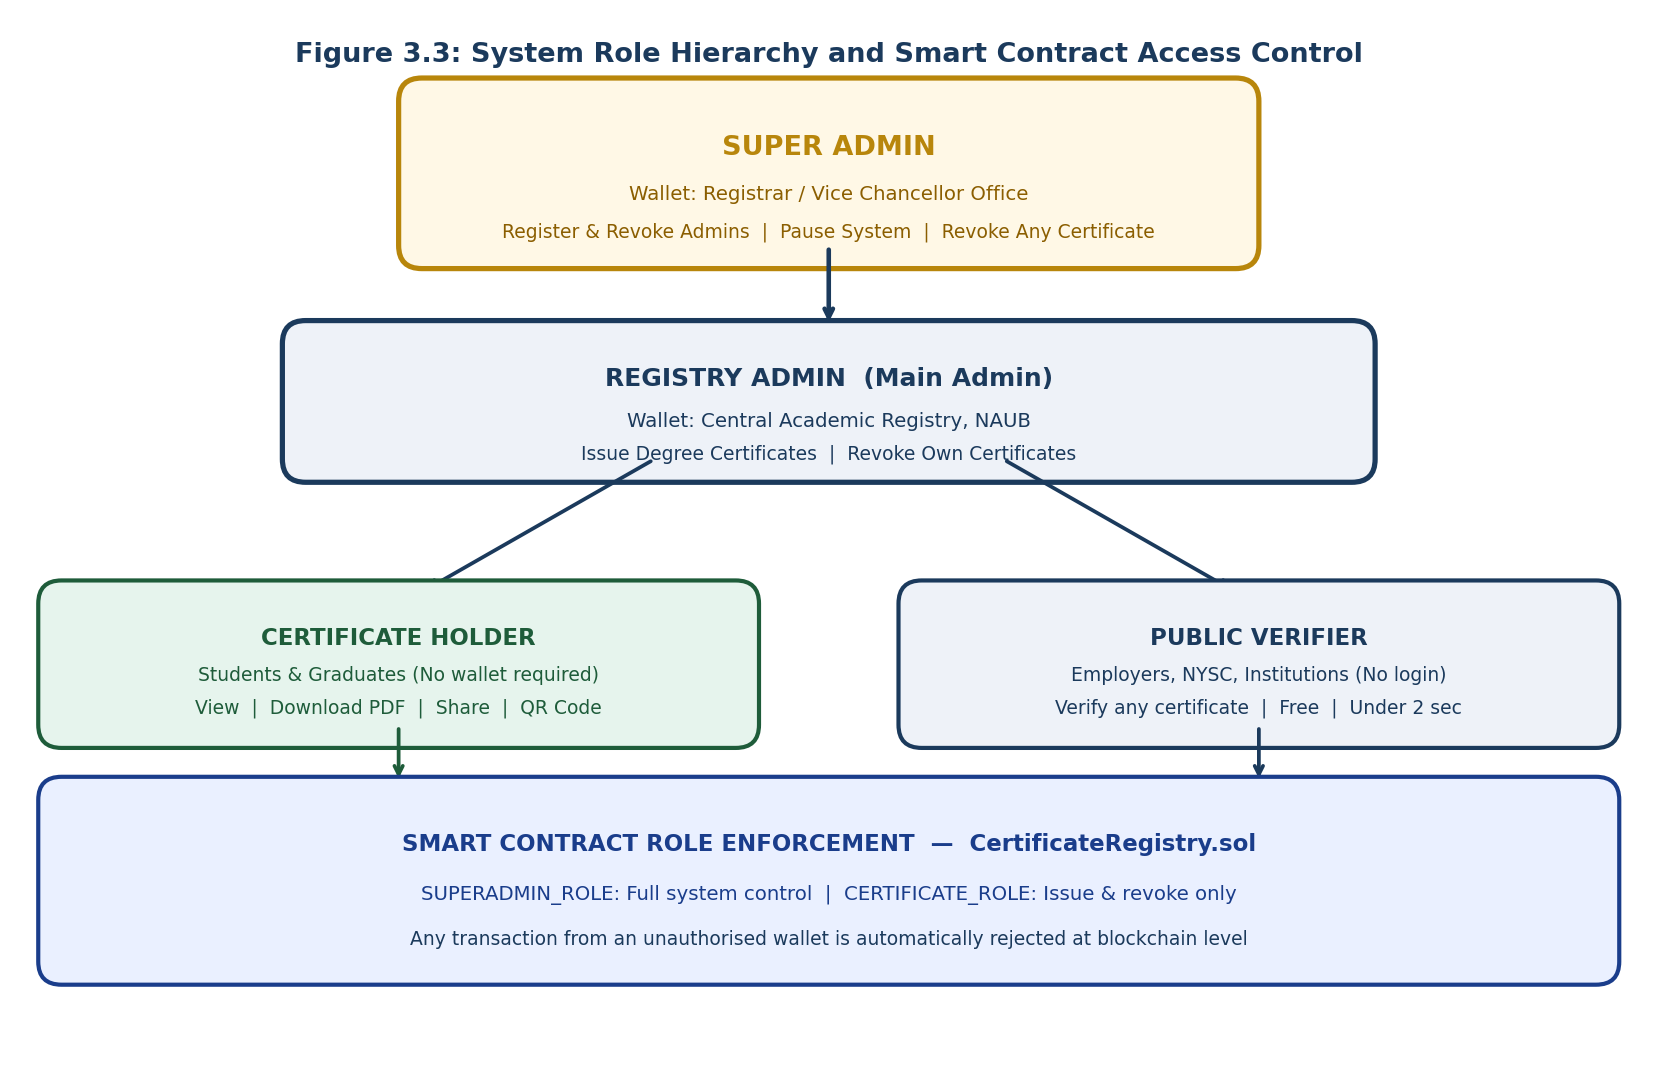 Figure 3.3: System Role Hierarchy and Smart Contract Access Control
SUPER ADMIN
Wallet: Registrar / Vice Chancellor Office
Register & Revoke Admins | Pause System | Revoke Any Certificate
REGISTRY ADMIN (Main Admin)
Wallet: Central Academic Registry, NAUB
Issue Degree Certificates | Revoke Own Certificates
CERTIFICATE HOLDER
Students & Graduates (No wallet required)
View | Download PDF | Share | QR Code
PUBLIC VERIFIER
Employers, NYSC, Institutions (No login)
Verify any certificate | Free | Under 2 sec
SMART CONTRACT ROLE ENFORCEMENT — CertificateRegistry.sol
SUPERADMIN_ROLE: Full system control | CERTIFICATE_ROLE: Issue & revoke only
Any transaction from an unauthorised wallet is automatically rejected at blockchain level